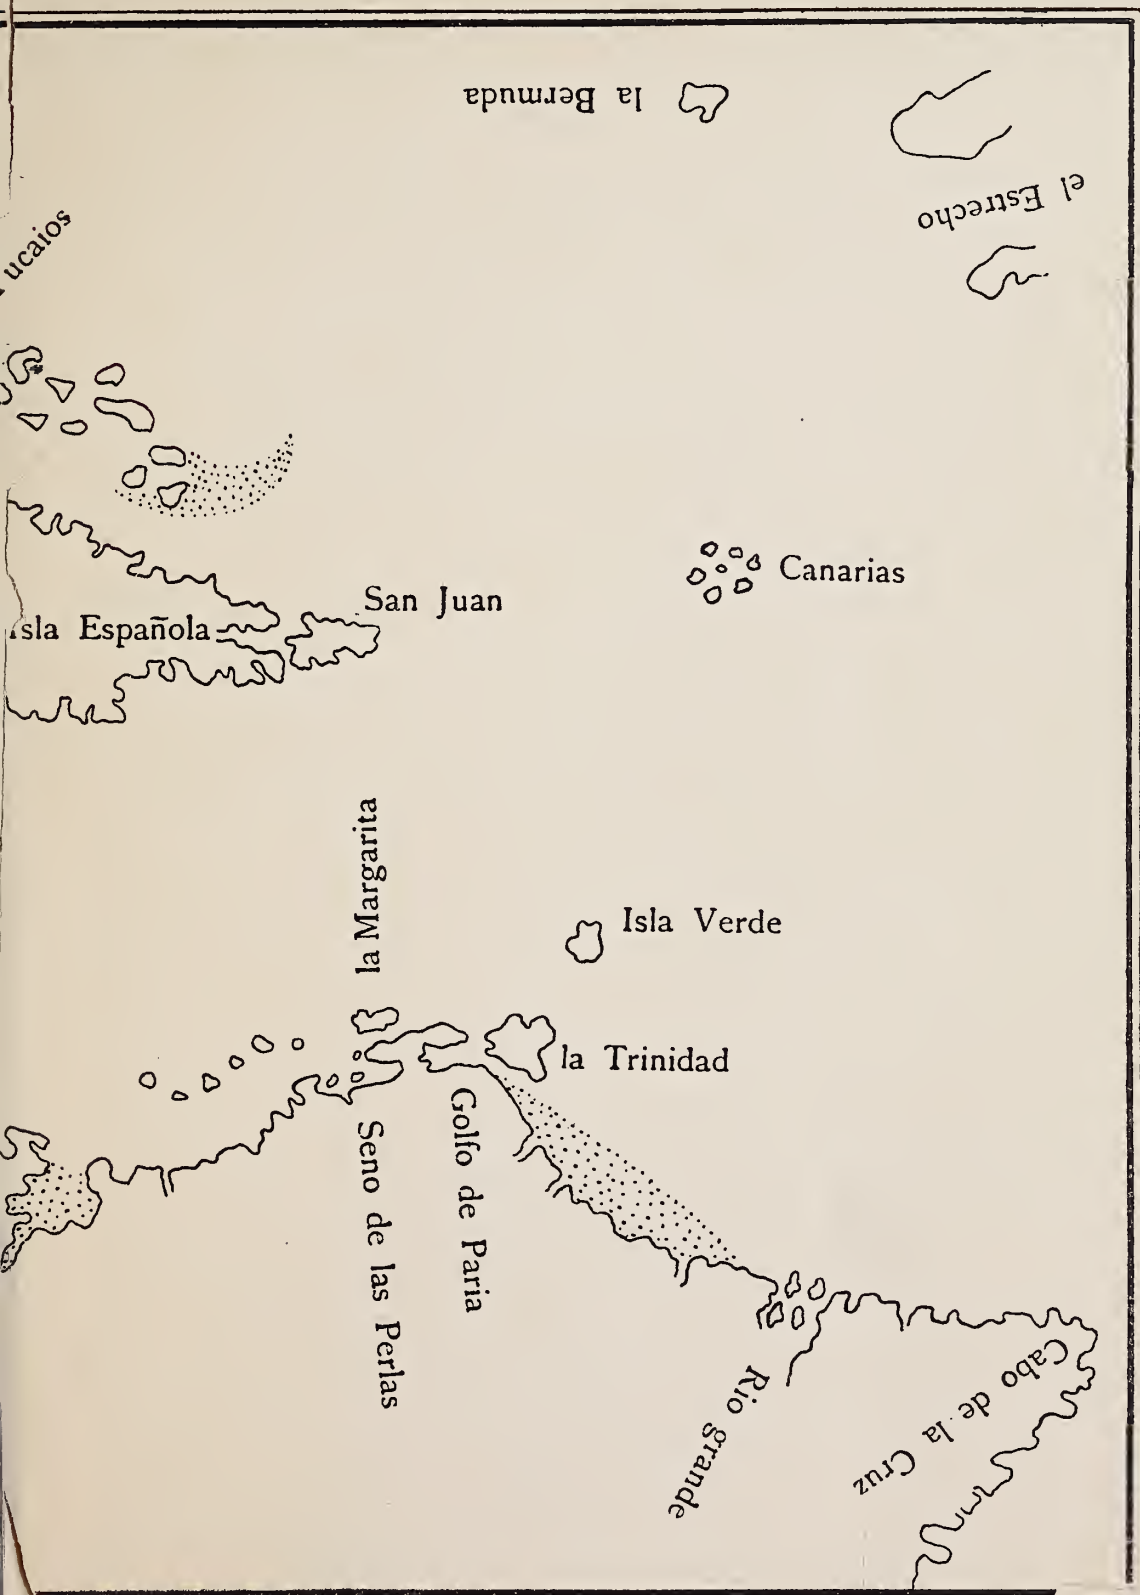 la Bermuda
el Estrecho
ucaios
Canarias
San Juan
Isla Española
la Margarita
Isla Verde
la Trinidad
Golfo de Paria
Seno de las Perlas
Rio grande
Cabo de la Cruz